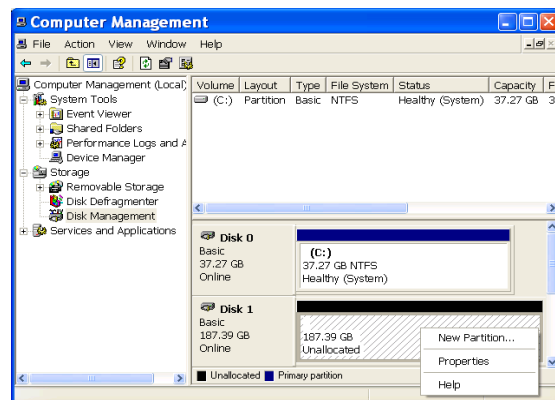 Computer Management
File Action View Window Help
Computer Management (Local)
System Tools
Event Viewer
Shared Folders
Performance Logs and A
Device Manager
Storage
Removable Storage
Disk Defragmenter
Disk Management
Services and Applications
Volume Layout Type File System Status Capacity F
(C:) Partition Basic NTFS Healthy (System) 37.27 GB 3
Disk 0
Basic
37.27 GB
Online
(C:)
37.27 GB NTFS
Healthy (System)
Disk 1
Basic
187.39 GB
Online
187.39 GB
Unallocated
New Partition...
Properties
Help
Unallocated Primary partition